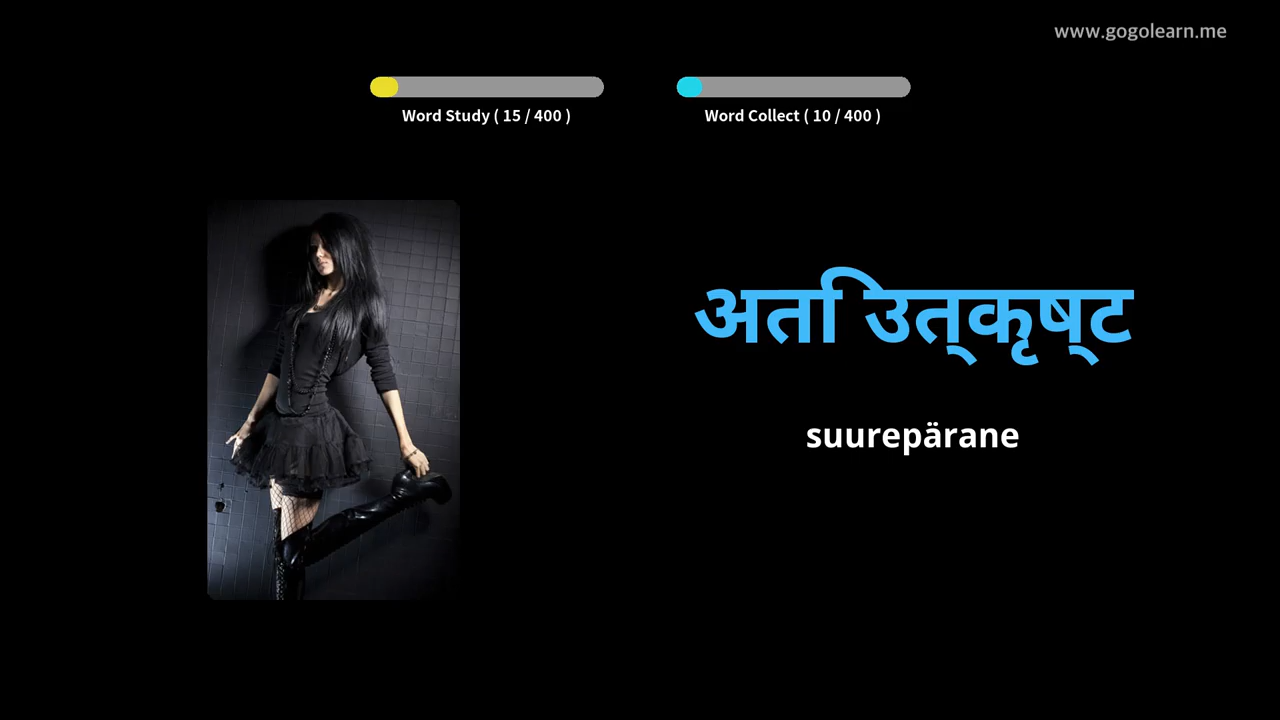 www.gogolearn.me
Word Study ( 15 / 400 )
Word Collect ( 10 / 400 )
अति उत्कृष्ट
suurepärane